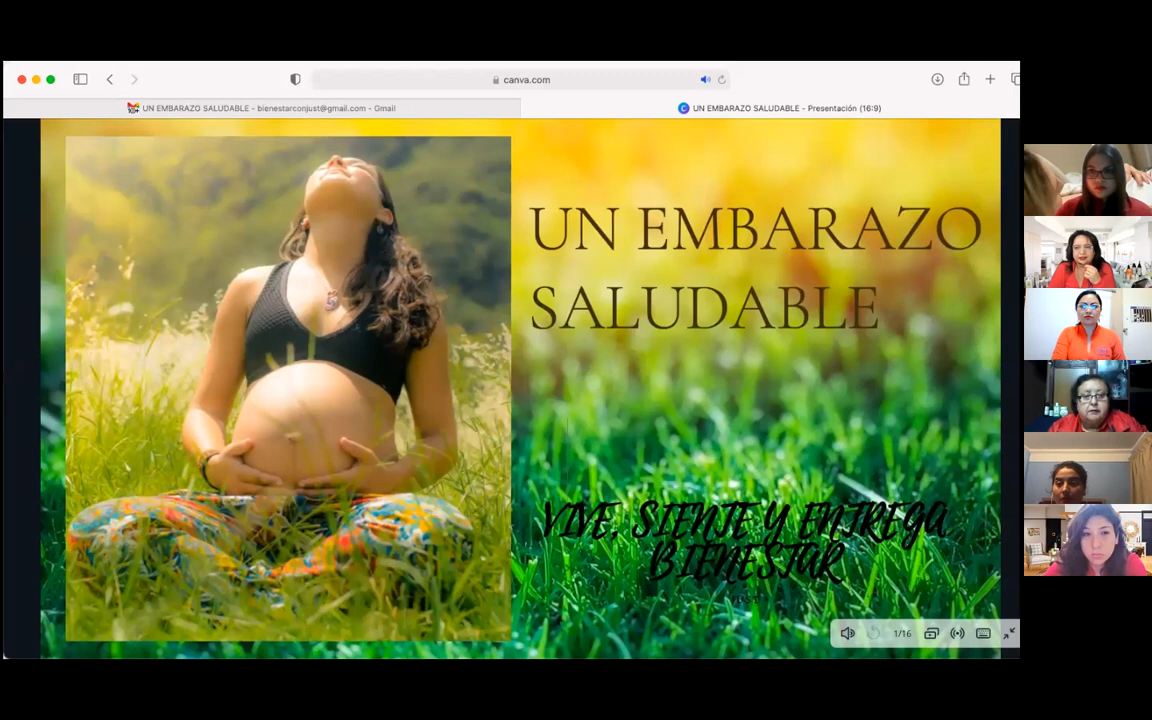 canva.com
UN EMBARAZO SALUDABLE - bienestarconjust@gmail.com - Gmail
UN EMBARAZO SALUDABLE - Presentación (16:9)
UN EMBARAZO
SALUDABLE
VIVE, SIENTE Y ENTREGA
BIENESTAR
1/16